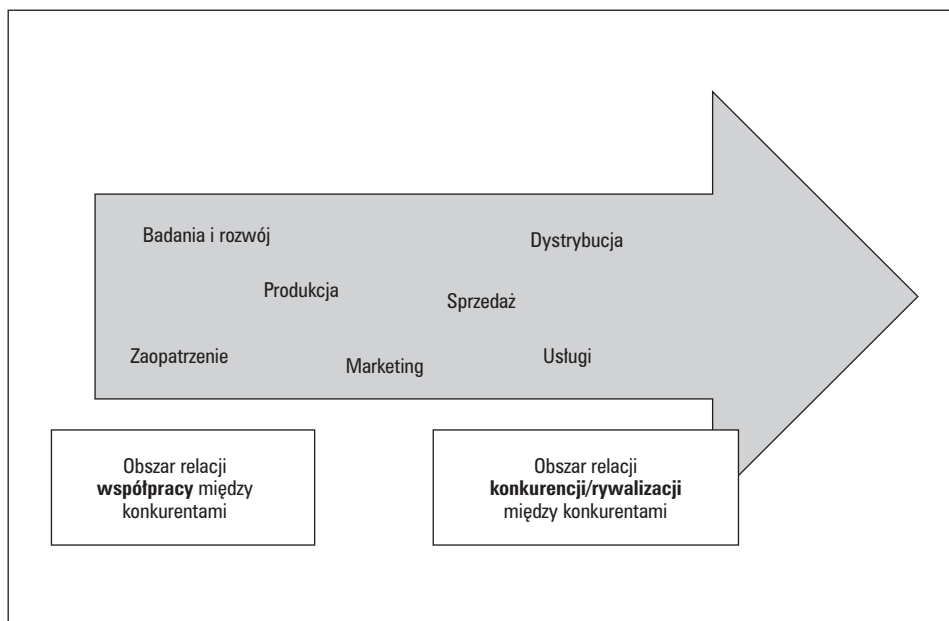 Badania i rozwój
Dystrybucja
Produkcja
Sprzedaż
Zaopatrzenie
Marketing
Usługi
Obszar relacji
współpracy między
konkurentami
Obszar relacji
konkurencji/rywalizacji
między konkurentami